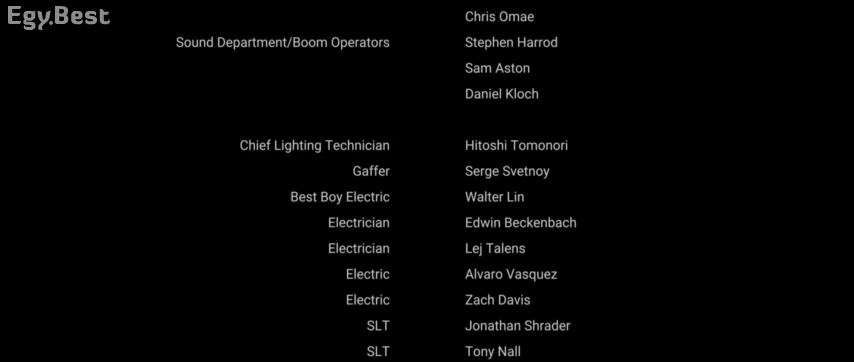 Egy.Best
Chris Omae
Sound Department/Boom Operators Stephen Harrod
Sam Aston
Daniel Kloch
Chief Lighting Technician Hitoshi Tomonori
Gaffer Serge Svetnoy
Best Boy Electric Walter Lin
Electrician Edwin Beckenbach
Electrician Lej Talens
Electric Alvaro Vasquez
Electric Zach Davis
SLT Jonathan Shrader
SLT Tony Nall